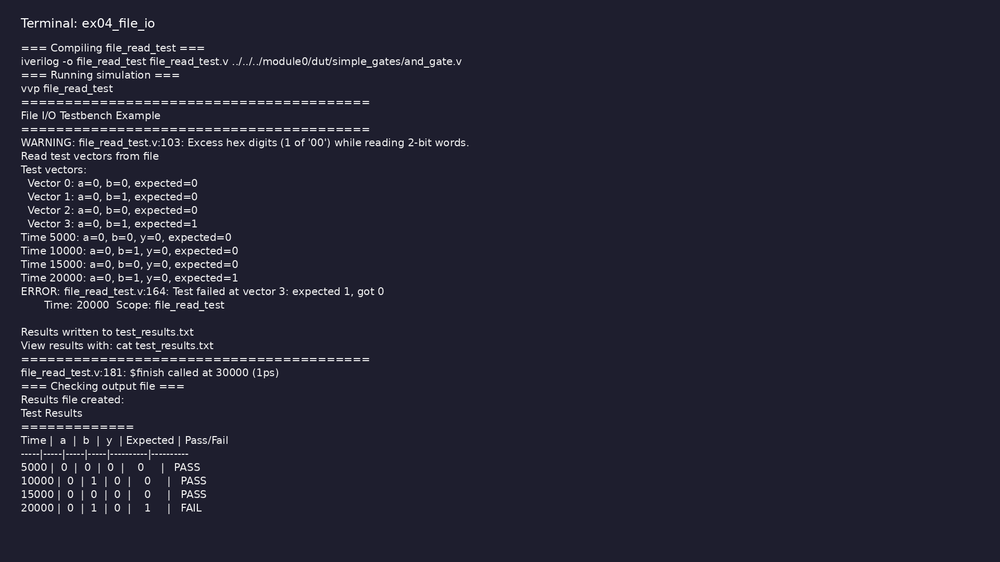 Terminal: ex04_file_io
=== Compiling file_read_test ===
iverilog -o file_read_test file_read_test.v ../../../module0/dut/simple_gates/and_gate.v
=== Running simulation ===
vvp file_read_test
========================================
File I/O Testbench Example
========================================
WARNING: file_read_test.v:103: Excess hex digits (1 of '00') while reading 2-bit words.
Read test vectors from file
Test vectors:
  Vector 0: a=0, b=0, expected=0
  Vector 1: a=0, b=1, expected=0
  Vector 2: a=0, b=0, expected=0
  Vector 3: a=0, b=1, expected=1
Time 5000: a=0, b=0, y=0, expected=0
Time 10000: a=0, b=1, y=0, expected=0
Time 15000: a=0, b=0, y=0, expected=0
Time 20000: a=0, b=1, y=0, expected=1
ERROR: file_read_test.v:164: Test failed at vector 3: expected 1, got 0
       Time: 20000  Scope: file_read_test
Results written to test_results.txt
View results with: cat test_results.txt
========================================
file_read_test.v:181: $finish called at 30000 (1ps)
=== Checking output file ===
Results file created:
Test Results
=============
Time |  a  |  b  |  y  | Expected | Pass/Fail
-----|-----|-----|-----|----------|----------
5000 |  0  |  0  |  0  |    0     |   PASS
10000 |  0  |  1  |  0  |    0     |   PASS
15000 |  0  |  0  |  0  |    0     |   PASS
20000 |  0  |  1  |  0  |    1     |   FAIL